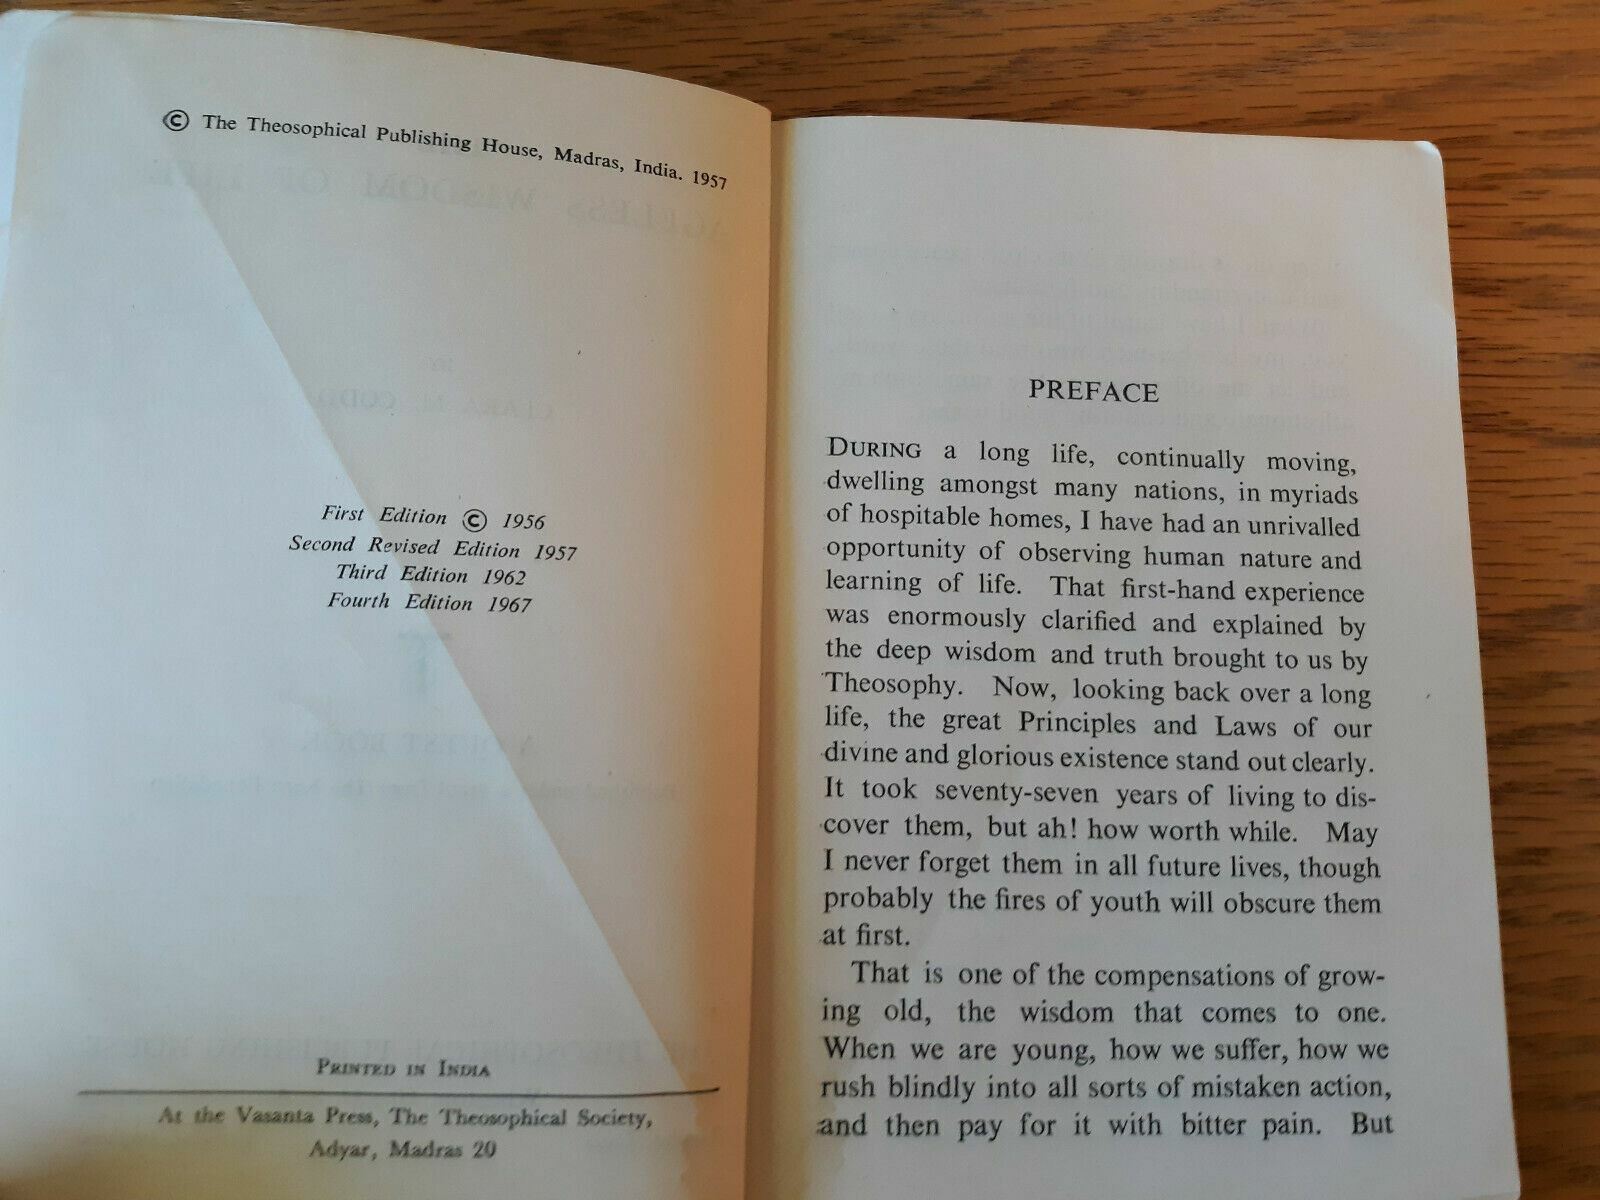 © The Theosophical Publishing House, Madras, India. 1957
First Edition © 1956
Second Revised Edition 1957
Third Edition 1962
Fourth Edition 1967
PRINTED IN INDIA
At the Vasanta Press, The Theosophical Society,
Adyar, Madras 20
PREFACE
DURING a long life, continually moving,
dwelling amongst many nations, in myriads
of hospitable homes, I have had an unrivalled
opportunity of observing human nature and
learning of life. That first-hand experience
was enormously clarified and explained by
the deep wisdom and truth brought to us by
Theosophy. Now, looking back over a long
life, the great Principles and Laws of our
divine and glorious existence stand out clearly.
It took seventy-seven years of living to dis-
cover them, but ah! how worth while. May
I never forget them in all future lives, though
probably the fires of youth will obscure them
at first.
That is one of the compensations of grow-
ing old, the wisdom that comes to one.
When we are young, how we suffer, how we
rush blindly into all sorts of mistaken action,
and then pay for it with bitter pain. But